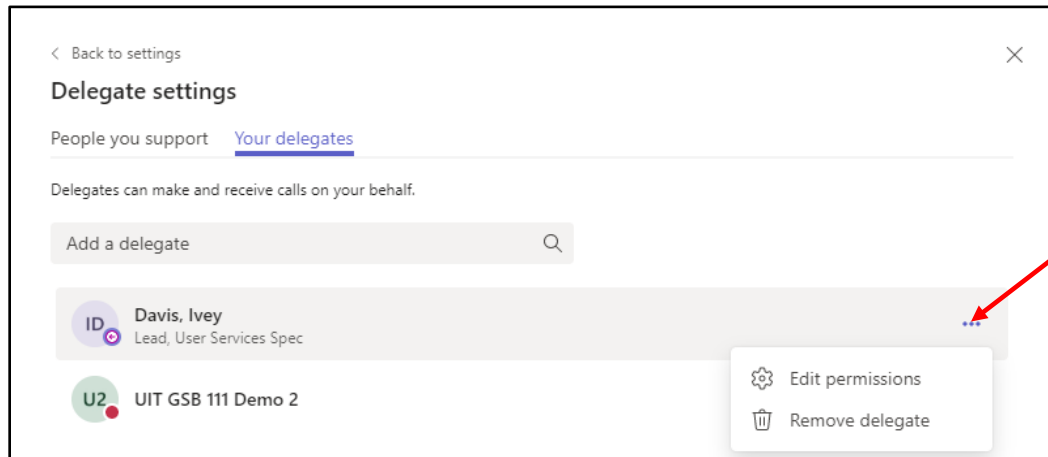 Back to settings
Delegate settings
People you support Your delegates
Delegates can make and receive calls on your behalf.
Add a delegate
ID Davis, Ivey
Lead, User Services Spec
U2 UIT GSB 111 Demo 2
Edit permissions
Remove delegate